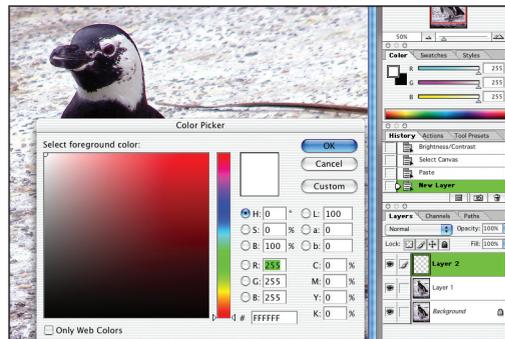 50%
Color Swatches Styles
R 255
G 255
B 255
Color Picker
Select foreground color:
OK
Cancel
Custom
H: 0 ° L: 100
S: 0 % a: 0
B: 100 % b: 0
R: 255 C: 0 %
G: 255 M: 0 %
B: 255 Y: 0 %
# FFFFFF K: 0 %
Only Web Colors
History Actions Tool Presets
Brightness/Contrast
Select Canvas
Paste
New Layer
Layers Channels Paths
Normal Opacity: 100%
Lock: Fill: 100%
Layer 2
Layer 1
Background